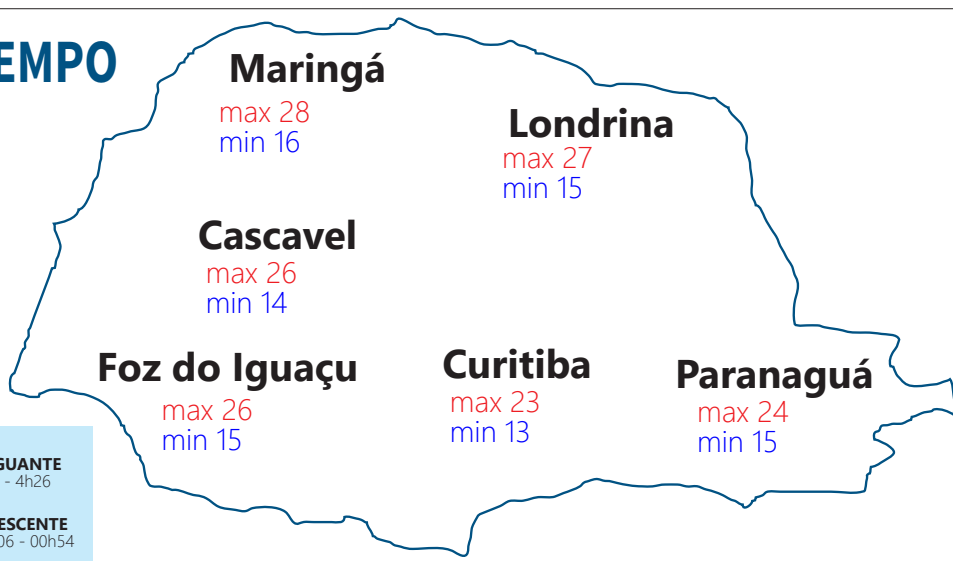 EMPO
Maringá
max 28
min 16
Londrina
max 27
min 15
Cascavel
max 26
min 14
Foz do Iguaçu
max 26
min 15
Curitiba
max 23
min 13
Paranaguá
max 24
min 15
GUANTE
- 4h26
ESCENTE
06 - 00h54